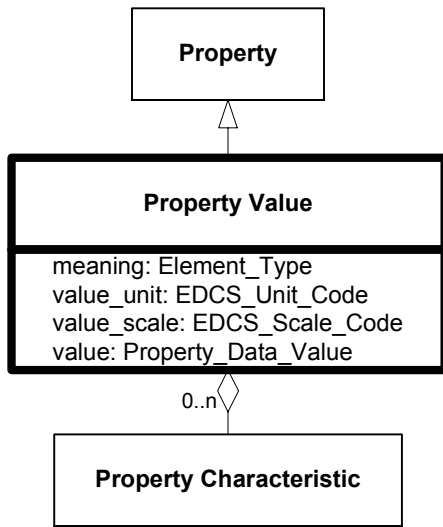 Property
Property Value
meaning: Element_Type
value_unit: EDCS_Unit_Code
value_scale: EDCS_Scale_Code
value: Property_Data_Value
0..n
Property Characteristic